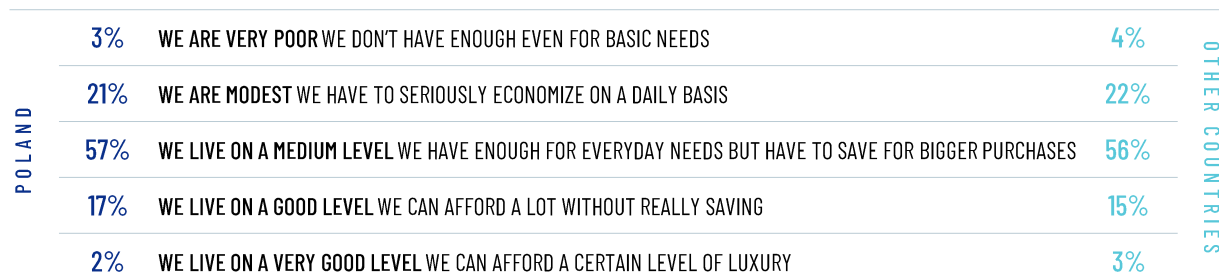 POLAND
3% WE ARE VERY POOR WE DON'T HAVE ENOUGH EVEN FOR BASIC NEEDS 4%
21% WE ARE MODEST WE HAVE TO SERIOUSLY ECONOMIZE ON A DAILY BASIS 22%
57% WE LIVE ON A MEDIUM LEVEL WE HAVE ENOUGH FOR EVERYDAY NEEDS BUT HAVE TO SAVE FOR BIGGER PURCHASES 56%
17% WE LIVE ON A GOOD LEVEL WE CAN AFFORD A LOT WITHOUT REALLY SAVING 15%
2% WE LIVE ON A VERY GOOD LEVEL WE CAN AFFORD A CERTAIN LEVEL OF LUXURY 3%
OTHER COUNTRIES